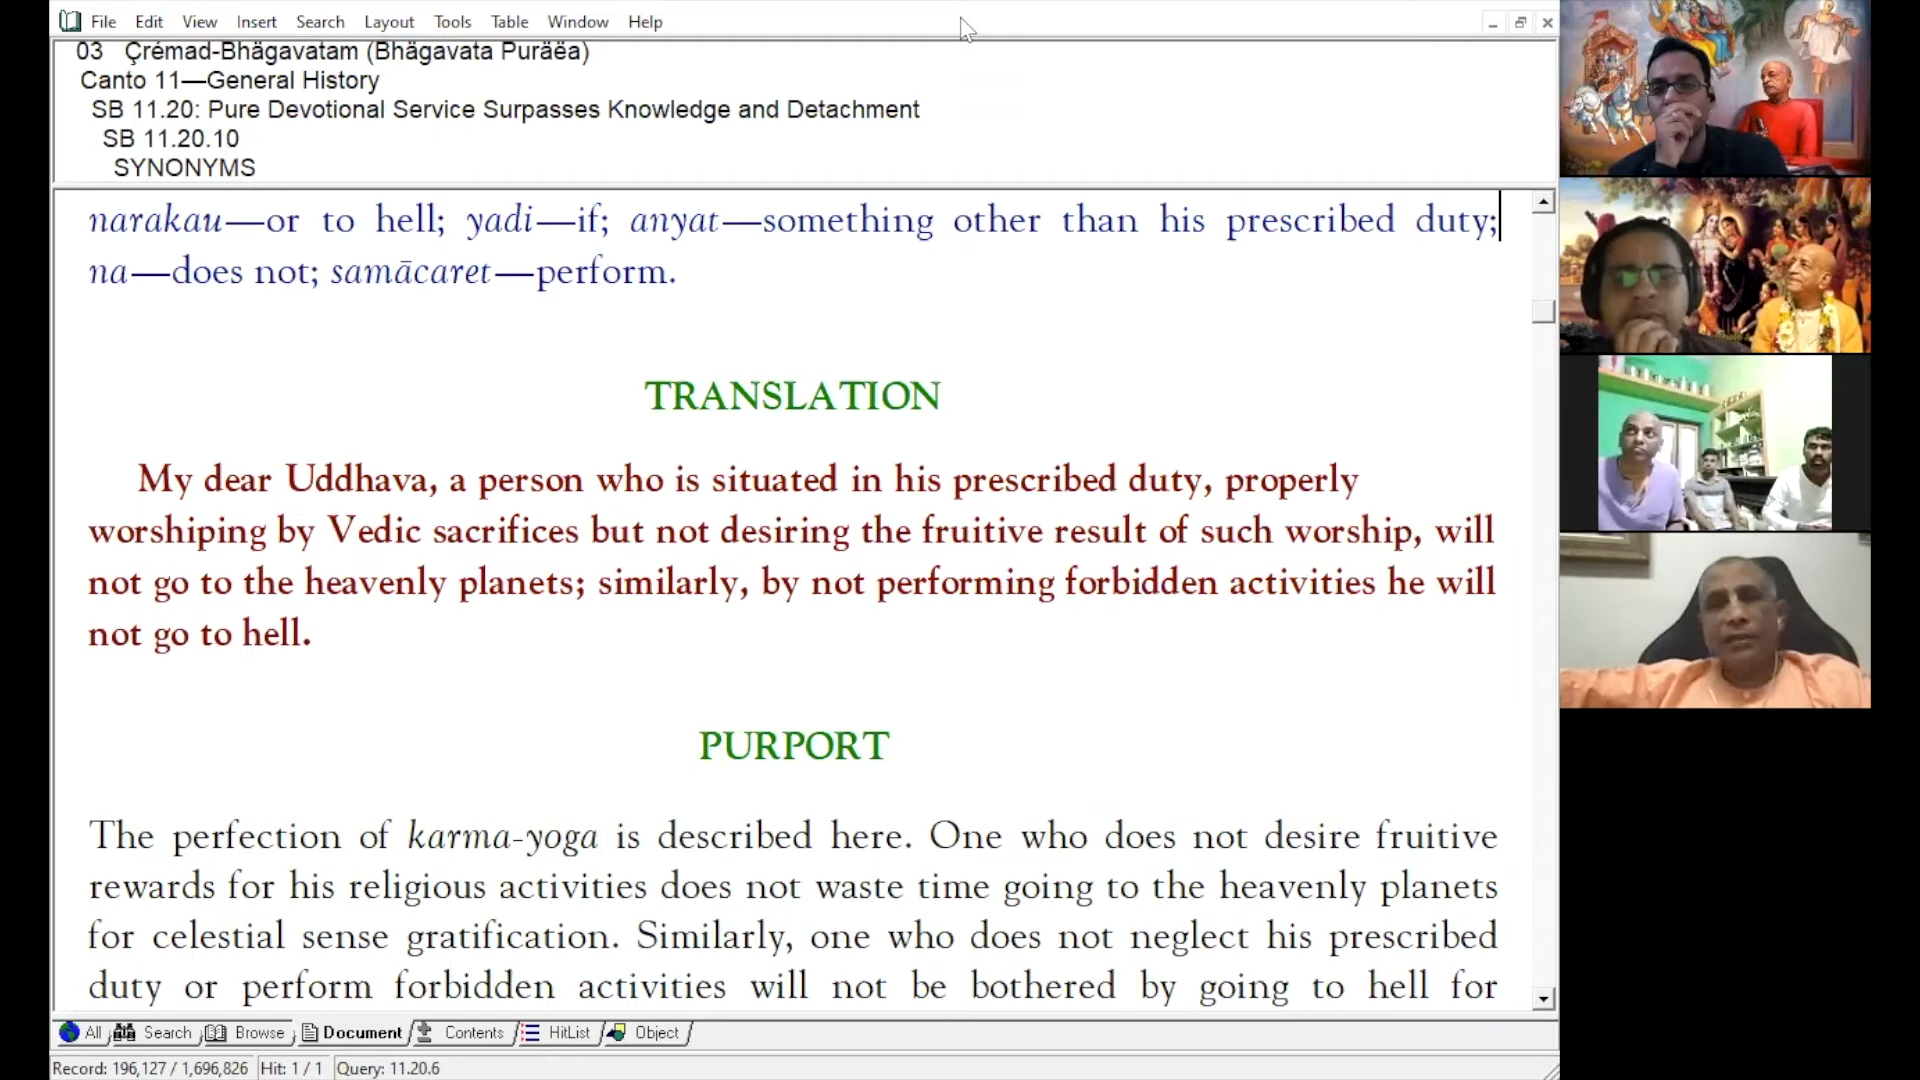 File Edit View Insert Search Layout Tools Table Window Help
03 Çrémad-Bhägavatam (Bhägavata Puräëa)
Canto 11—General History
SB 11.20: Pure Devotional Service Surpasses Knowledge and Detachment
SB 11.20.10
SYNONYMS
narakau—or to hell; yadi—if; anyat—something other than his prescribed duty;
na—does not; samācaret—perform.
TRANSLATION
My dear Uddhava, a person who is situated in his prescribed duty, properly
worshiping by Vedic sacrifices but not desiring the fruitive result of such worship, will
not go to the heavenly planets; similarly, by not performing forbidden activities he will
not go to hell.
PURPORT
The perfection of karma-yoga is described here. One who does not desire fruitive
rewards for his religious activities does not waste time going to the heavenly planets
for celestial sense gratification. Similarly, one who does not neglect his prescribed
duty or perform forbidden activities will not be bothered by going to hell for
All Search Browse Document Contents HitList Object
Record: 196,127 / 1,696,826 Hit: 1 / 1 Query: 11.20.6